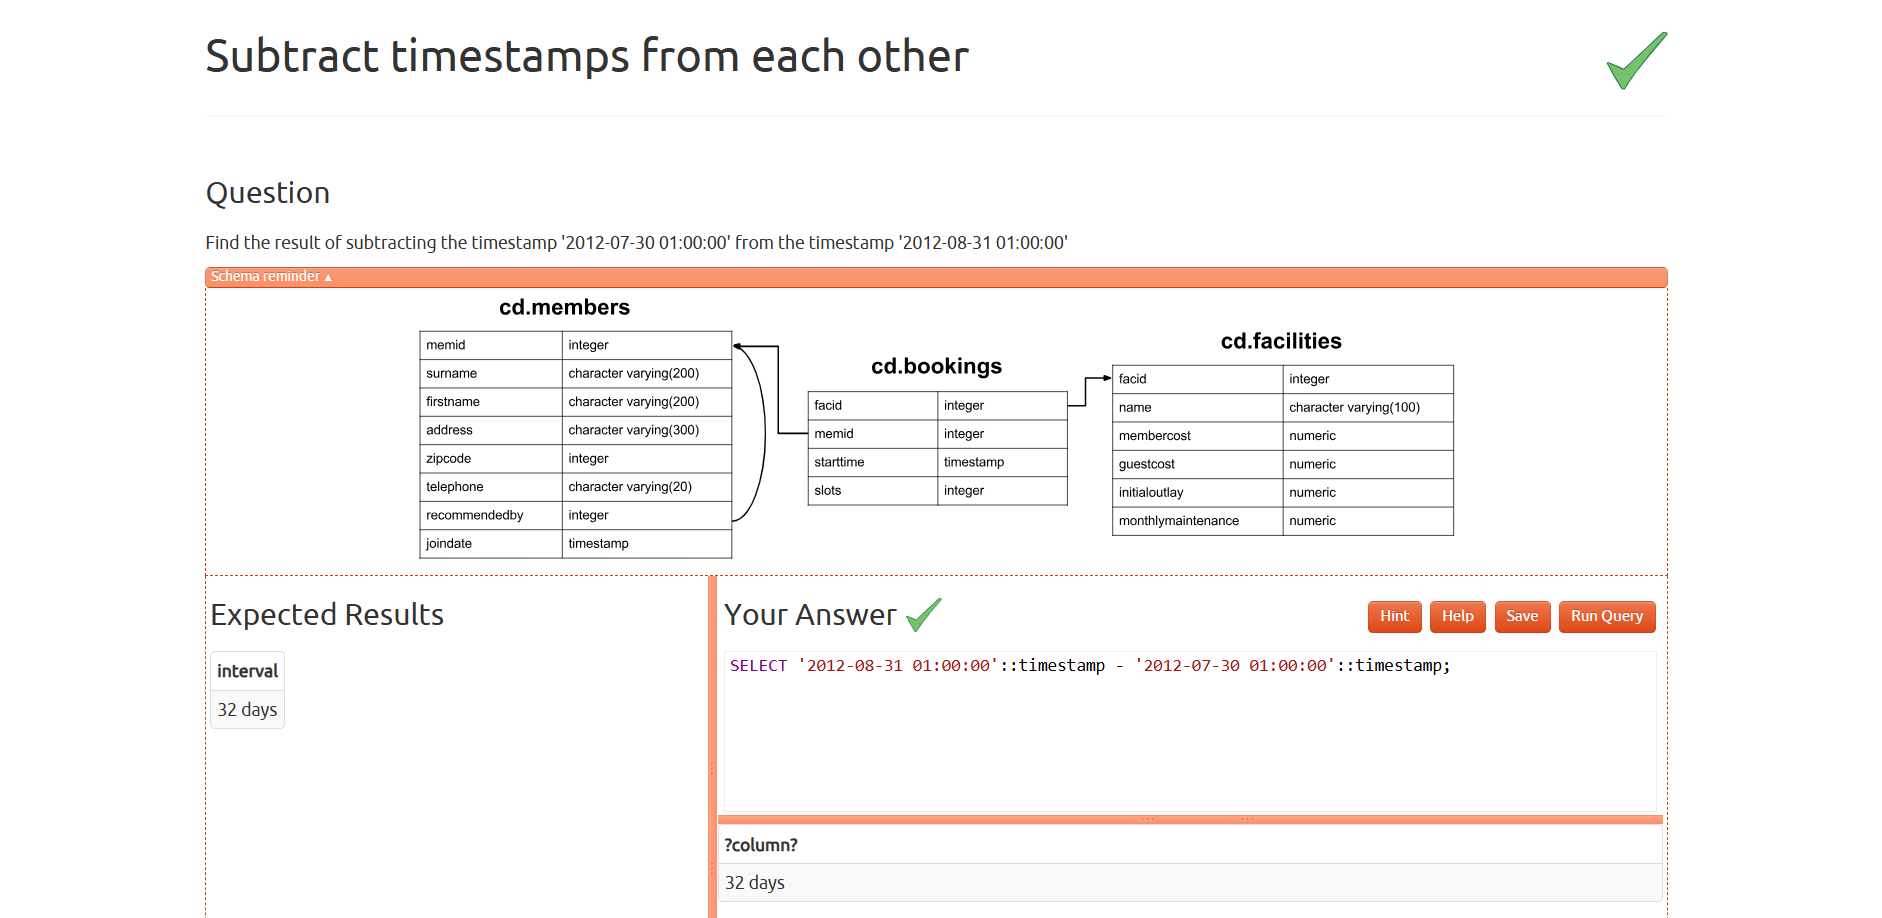 Subtract timestamps from each other
Question
Find the result of subtracting the timestamp '2012-07-30 01:00:00' from the timestamp '2012-08-31 01:00:00'
Schema reminder ▲
cd.members
memid integer
surname character varying(200)
firstname character varying(200)
address character varying(300)
zipcode integer
telephone character varying(20)
recommendedby integer
joindate timestamp
cd.bookings
facid integer
memid integer
starttime timestamp
slots integer
cd.facilities
facid integer
name character varying(100)
membercost numeric
guestcost numeric
initialoutlay numeric
monthlymaintenance numeric
Expected Results
interval
32 days
Your Answer
Hint Help Save Run Query
SELECT '2012-08-31 01:00:00'::timestamp - '2012-07-30 01:00:00'::timestamp;
?column?
32 days